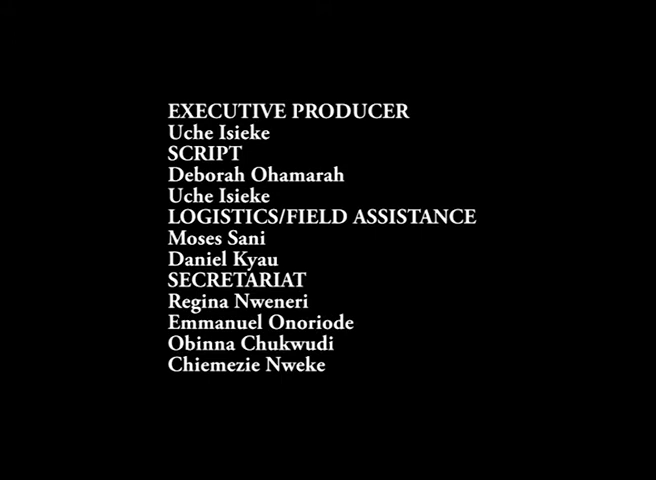 EXECUTIVE PRODUCER
Uche Isieke
SCRIPT
Deborah Ohamarah
Uche Isieke
LOGISTICS/FIELD ASSISTANCE
Moses Sani
Daniel Kyau
SECRETARIAT
Regina Nweneri
Emmanuel Onoriode
Obinna Chukwudi
Chiemezie Nweke